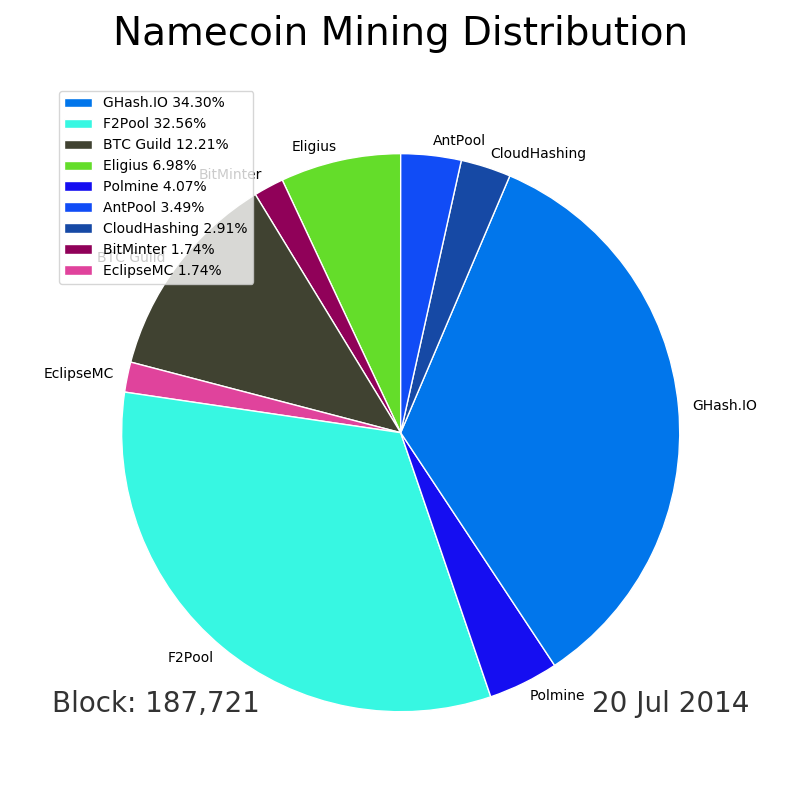 Namecoin Mining Distribution
GHash.IO 34.30%
F2Pool 32.56%
BTC Guild 12.21%
Eligius 6.98%
Polmine 4.07%
AntPool 3.49%
CloudHashing 2.91%
BitMinter 1.74%
EclipseMC 1.74%
AntPool
CloudHashing
Eligius
BitMinter
BTC Guild
EclipseMC
GHash.IO
F2Pool
Polmine
Block: 187,721
20 Jul 2014